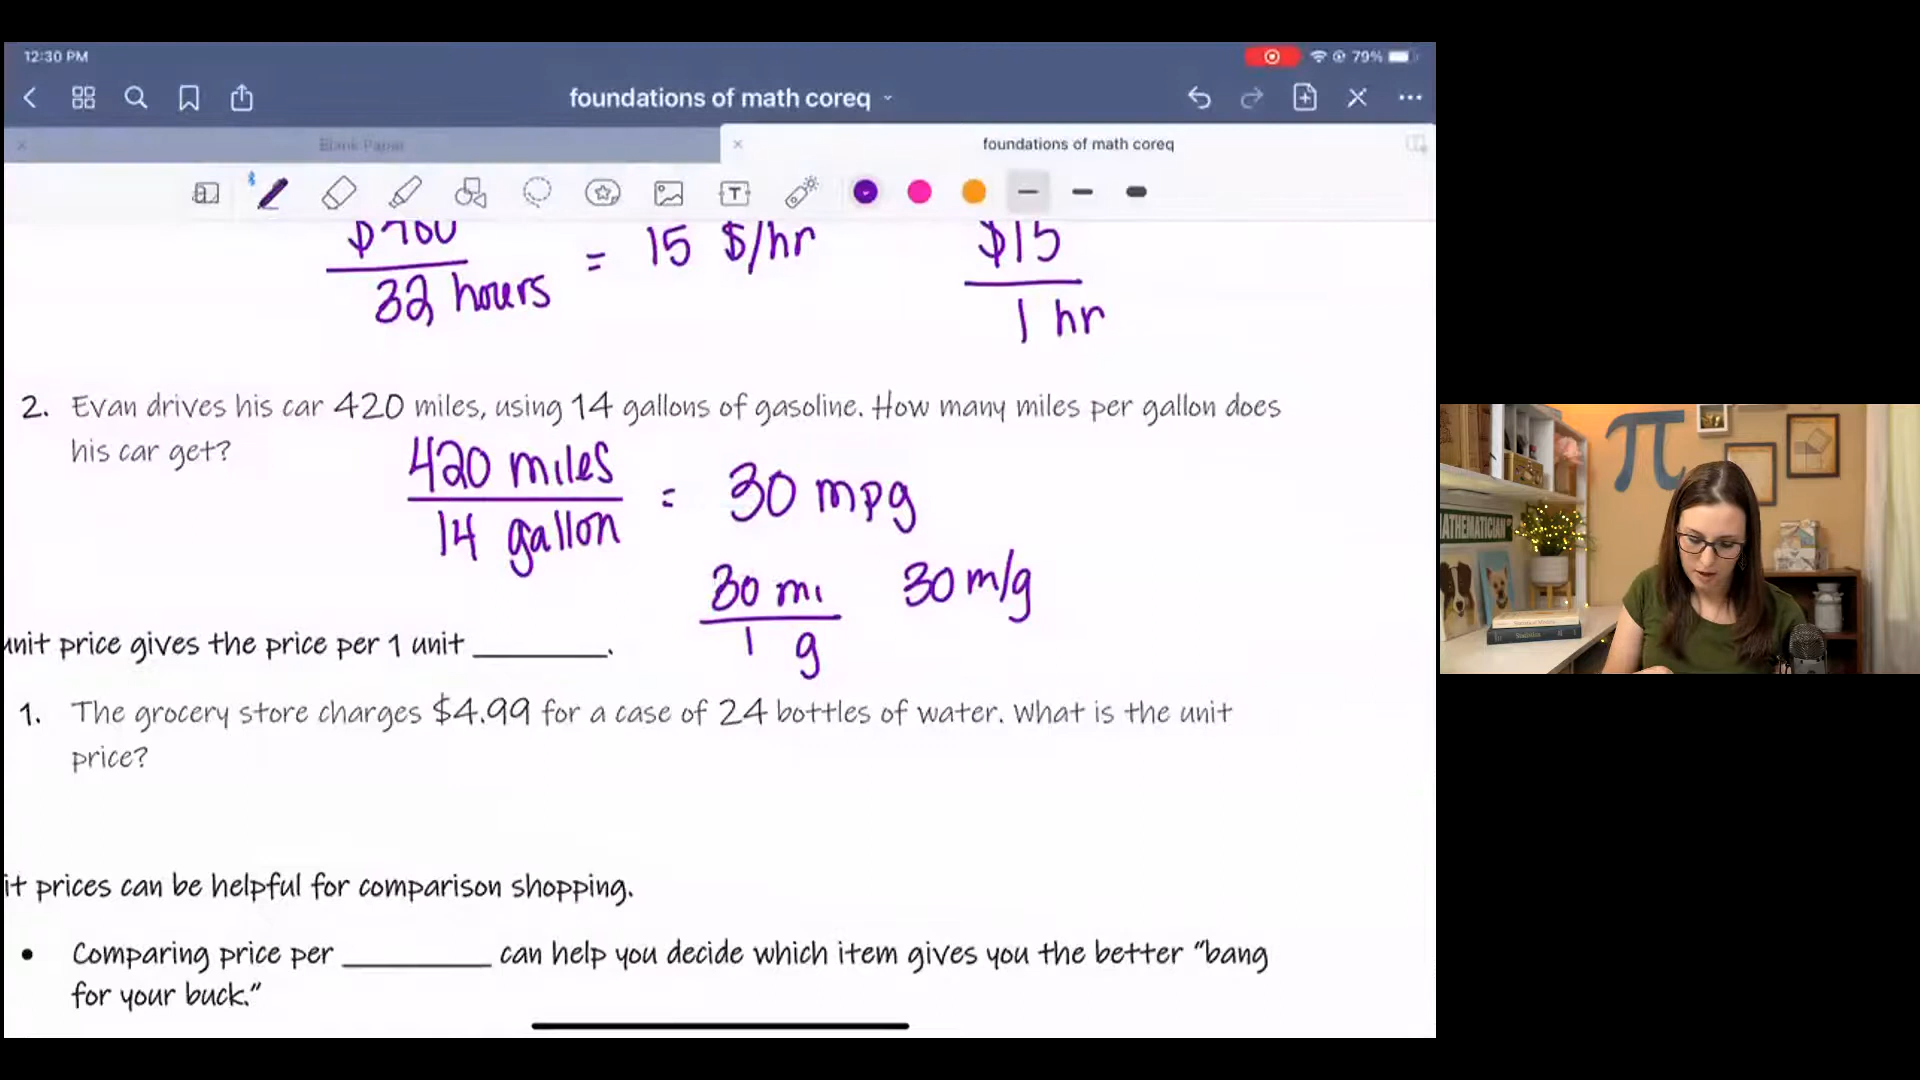 12:30 PM
79%
foundations of math coreq
Blank Paper
foundations of math coreq
= 15 $/hr
$15
32 hours
1 hr
2. Evan drives his car 420 miles, using 14 gallons of gasoline. How many miles per gallon does
his car get?
420 miles
14 gallon
= 30 mpg
30 mi
1 g
30 m/g
unit price gives the price per 1 unit ________.
1. The grocery store charges $4.99 for a case of 24 bottles of water. What is the unit
price?
it prices can be helpful for comparison shopping.
• Comparing price per ________ can help you decide which item gives you the better “bang
for your buck.”
MATHEMATICIAN
π
Statistics